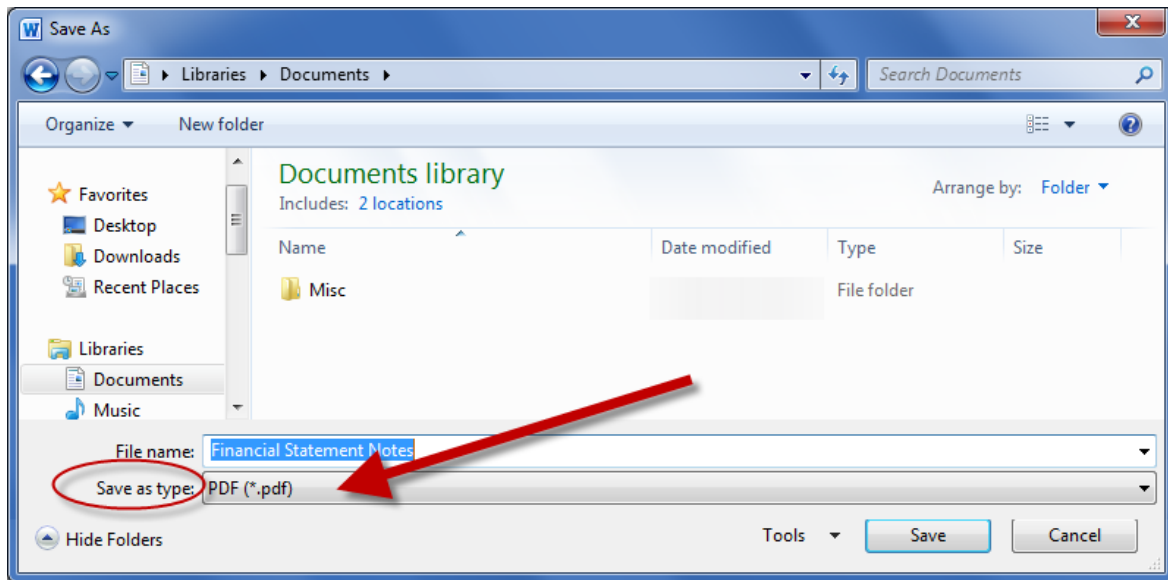 Save As
Libraries Documents
Search Documents
Organize New folder
Favorites
Desktop
Downloads
Recent Places
Libraries
Documents
Music
Documents library
Includes: 2 locations
Arrange by: Folder
Name Date modified Type Size
Misc File folder
File name: Financial Statement Notes
Save as type: PDF (*.pdf)
Hide Folders Tools Save Cancel